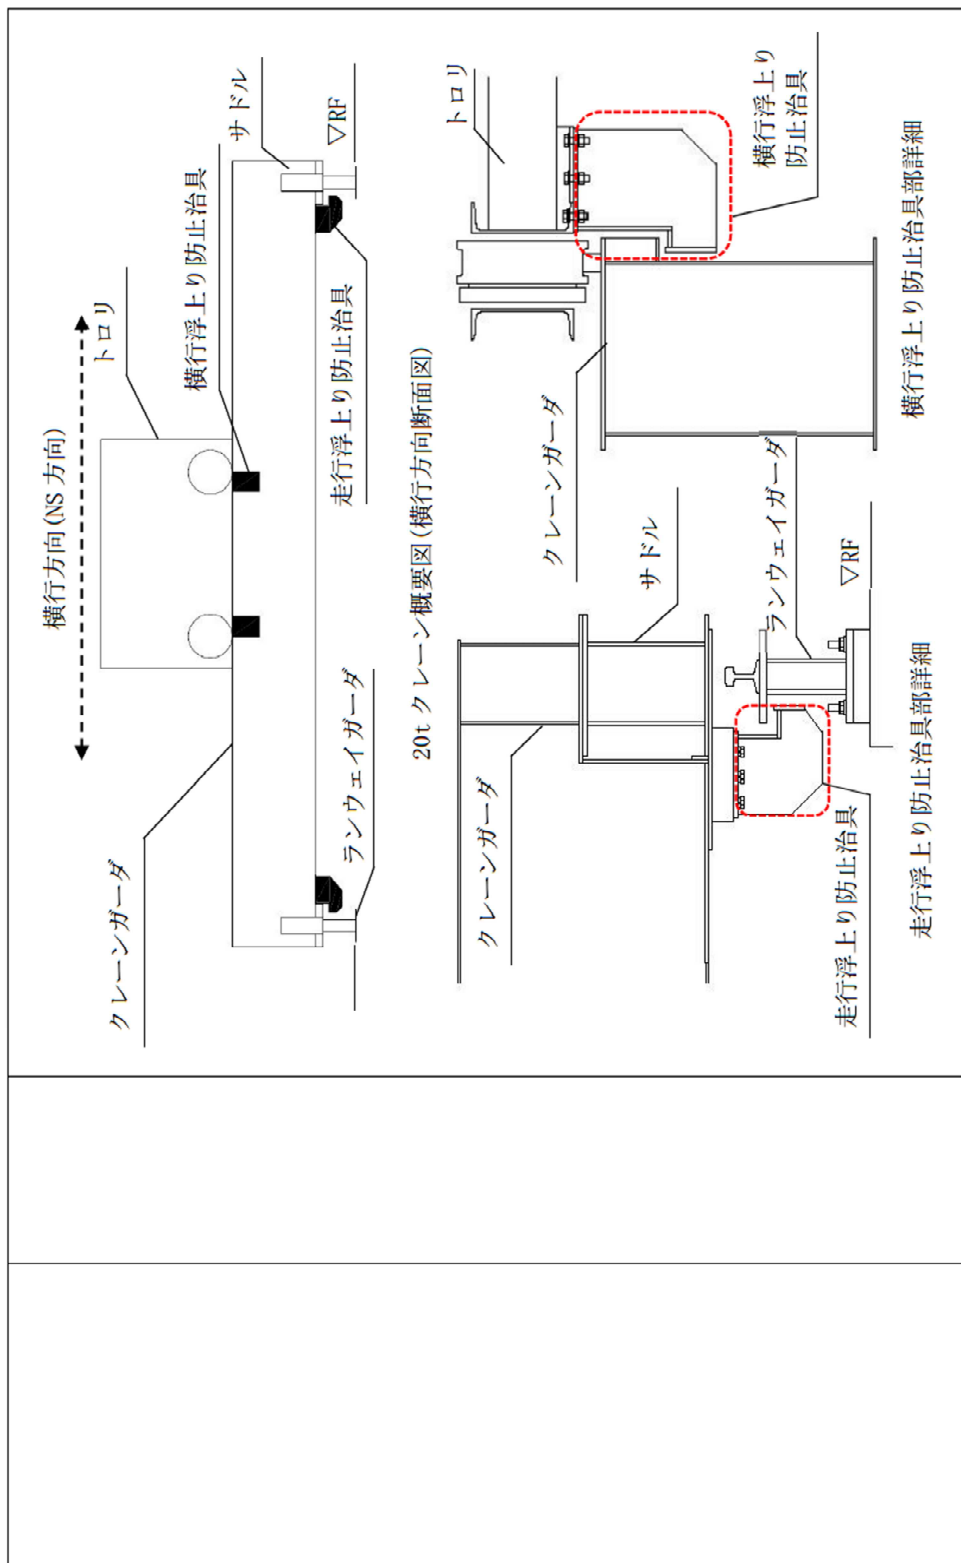 横行方向(NS 方向)
トロリ
クレーンガーダ
横行浮上り防止治具
サドル
▽RF
ランウェイガーダ
走行浮上り防止治具
20t クレーン概要図(横行方向断面図)
クレーンガーダ
サドル
ランウェイガーダ
▽RF
走行浮上り防止治具
走行浮上り防止治具部詳細
トロリ
クレーンガーダ
横行浮上り
防止治具
横行浮上り防止治具部詳細